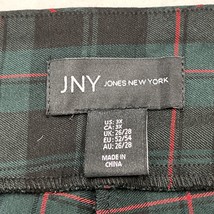 JNY JONES NEW YORK
US: 3X
CA: 3X
UK: 26/28
EU: 52/54
AU: 26/28
MADE IN
CHINA